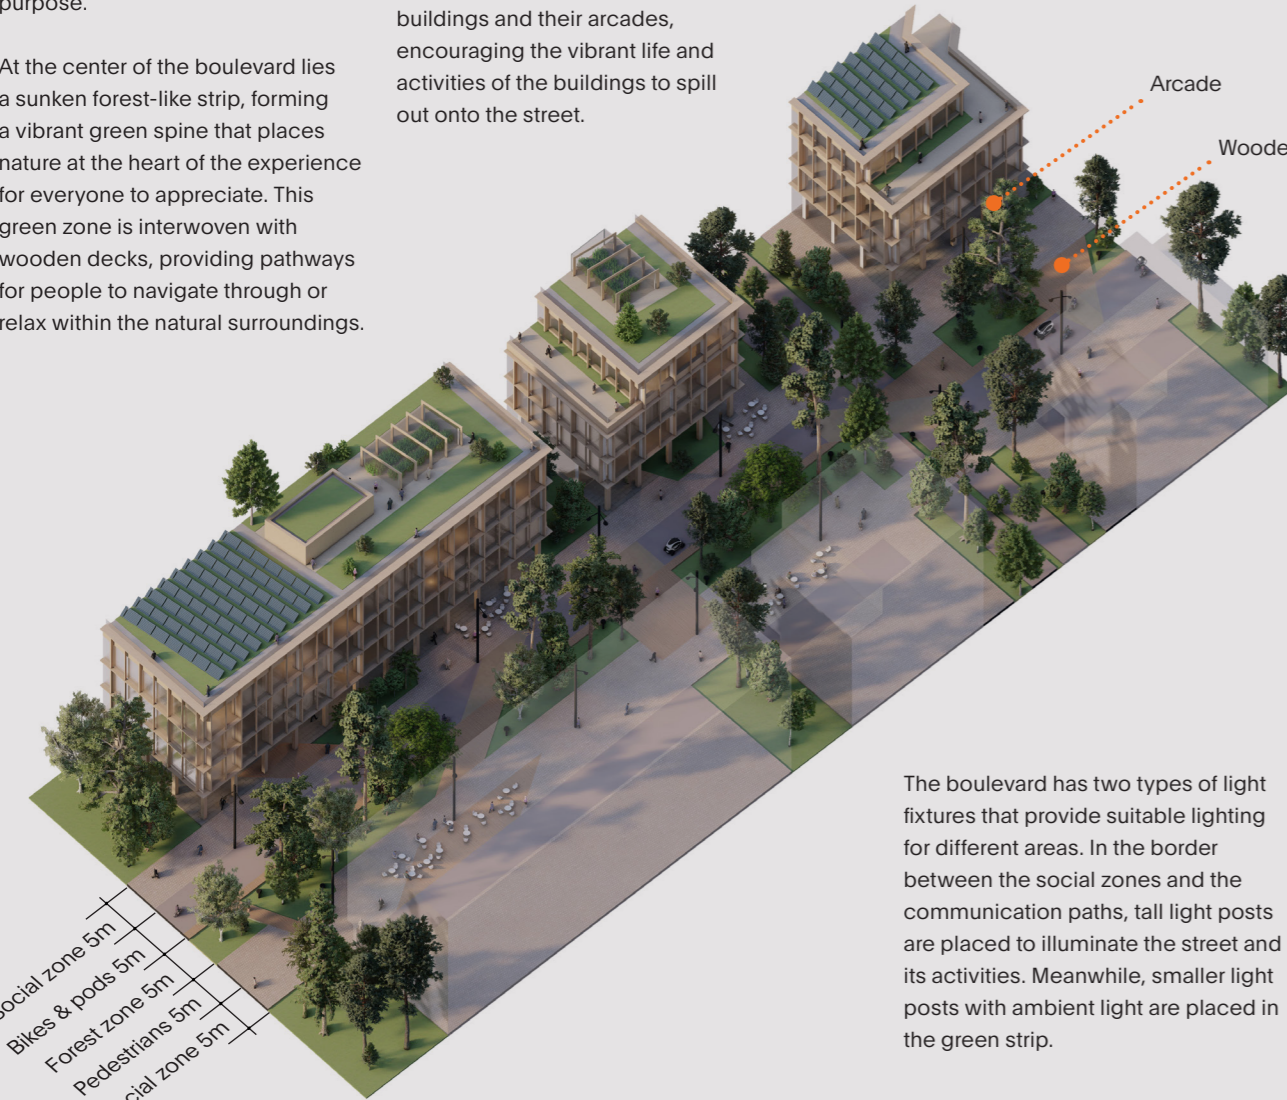 purpose.
At the center of the boulevard lies
a sunken forest-like strip, forming
a vibrant green spine that places
nature at the heart of the experience
for everyone to appreciate. This
green zone is interwoven with
wooden decks, providing pathways
for people to navigate through or
relax within the natural surroundings.
buildings and their arcades,
encouraging the vibrant life and
activities of the buildings to spill
out onto the street.
Arcade
Woode
The boulevard has two types of light
fixtures that provide suitable lighting
for different areas. In the border
between the social zones and the
communication paths, tall light posts
are placed to illuminate the street and
its activities. Meanwhile, smaller light
posts with ambient light are placed in
the green strip.
ocial zone 5m
Bikes & pods 5m
Forest zone 5m
Pedestrians 5m
cial zone 5m